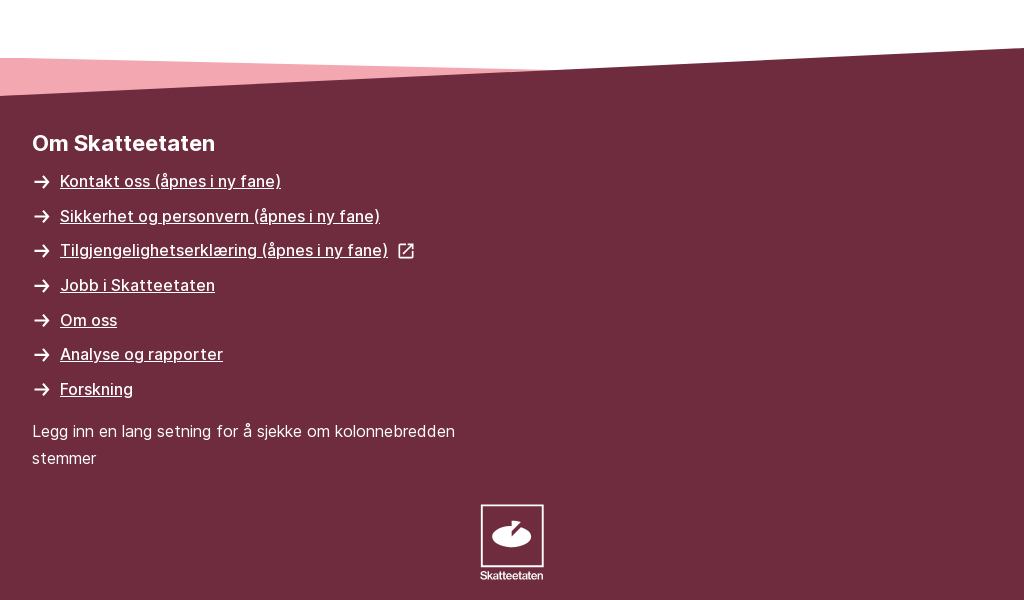 Om Skatteetaten
Kontakt oss (åpnes i ny fane)
Sikkerhet og personvern (åpnes i ny fane)
Tilgjengelighetserklæring (åpnes i ny fane)
Jobb i Skatteetaten
Om oss
Analyse og rapporter
Forskning
Legg inn en lang setning for å sjekke om kolonnebredden
stemmer
Skatteetaten